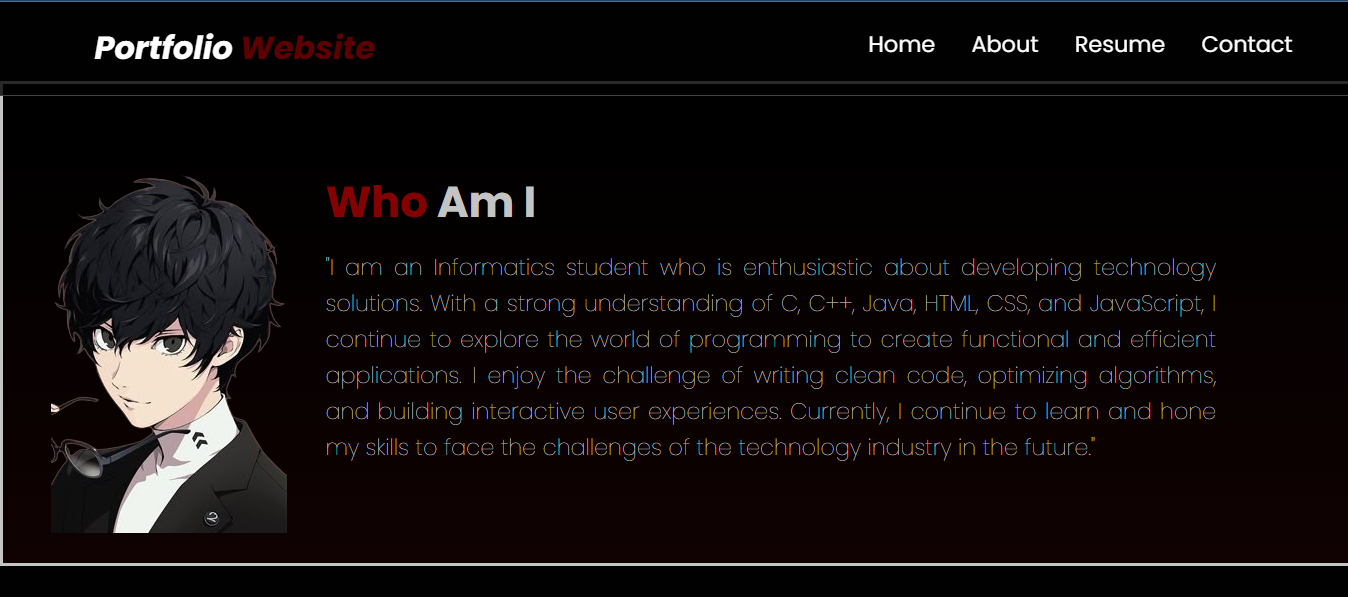 Portfolio Website
Home About Resume Contact
Who Am I
"I am an Informatics student who is enthusiastic about developing technology
solutions. With a strong understanding of C, C++, Java, HTML, CSS, and JavaScript, I
continue to explore the world of programming to create functional and efficient
applications. I enjoy the challenge of writing clean code, optimizing algorithms,
and building interactive user experiences. Currently, I continue to learn and hone
my skills to face the challenges of the technology industry in the future."